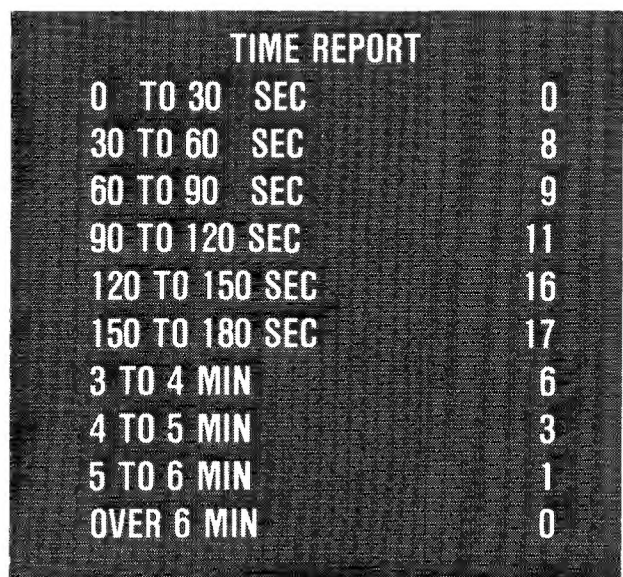 TIME REPORT
0 TO 30 SEC 0
30 TO 60 SEC 8
60 TO 90 SEC 9
90 TO 120 SEC 11
120 TO 150 SEC 16
150 TO 180 SEC 17
3 TO 4 MIN 6
4 TO 5 MIN 3
5 TO 6 MIN 1
OVER 6 MIN 0